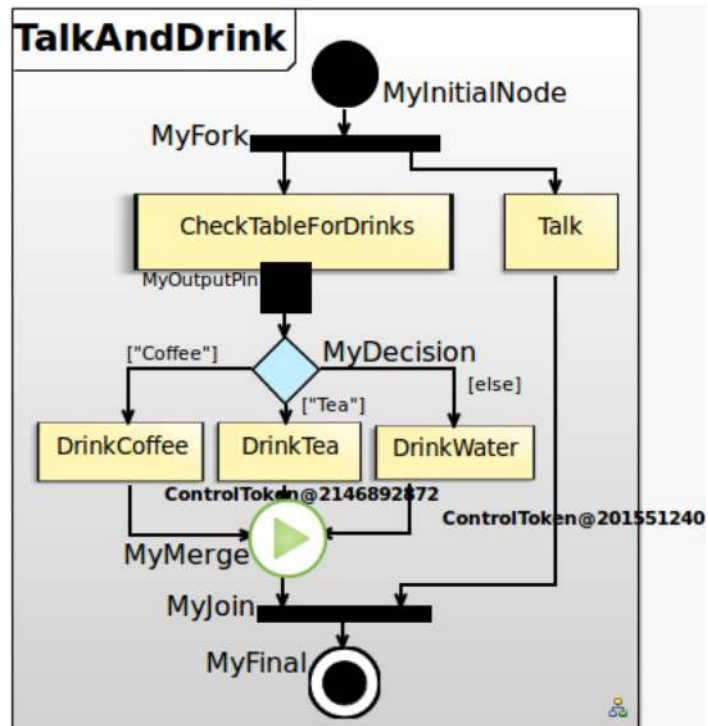 TalkAndDrink
MyInitialNode
MyFork
CheckTableForDrinks
Talk
MyOutputPin
["Coffee"]
MyDecision
["Tea"]
[else]
DrinkCoffee
DrinkTea
DrinkWater
ControlToken@2146892872
ControlToken@201551240
MyMerge
MyJoin
MyFinal